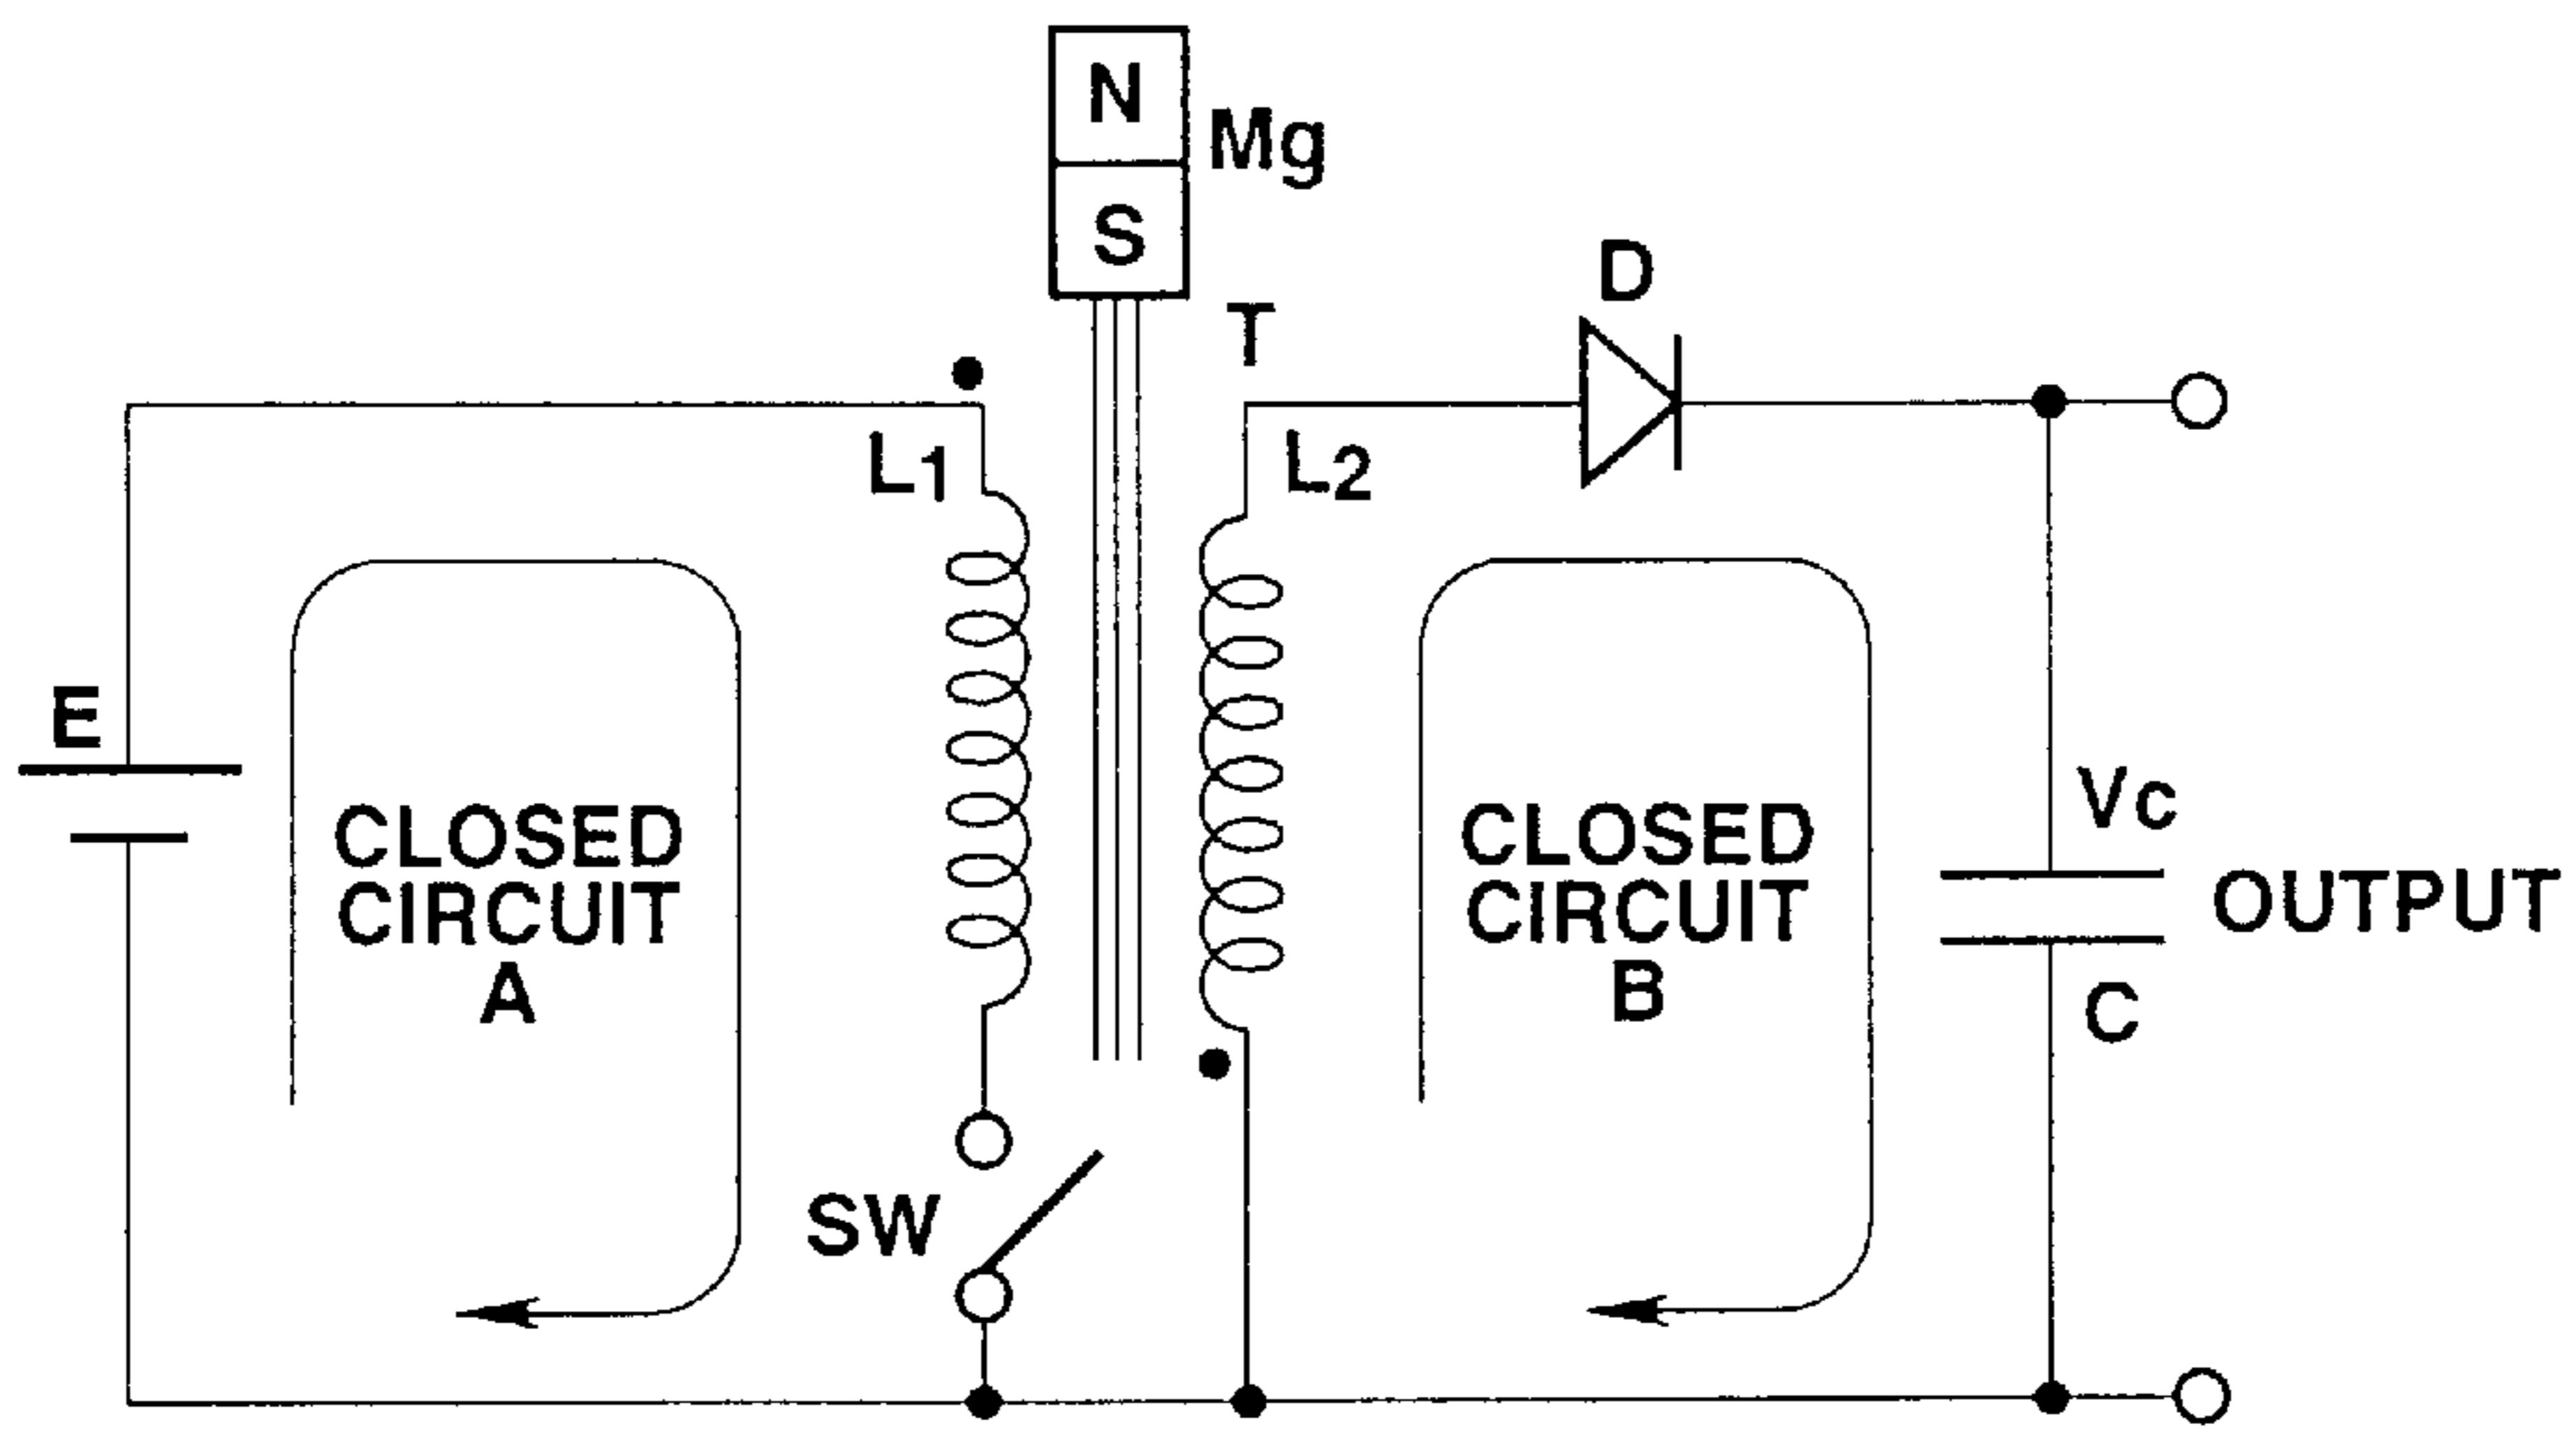 N
Mg
S
D
T
L1
L2
E
CLOSED
CIRCUIT
A
CLOSED
CIRCUIT
B
Vc
OUTPUT
C
SW